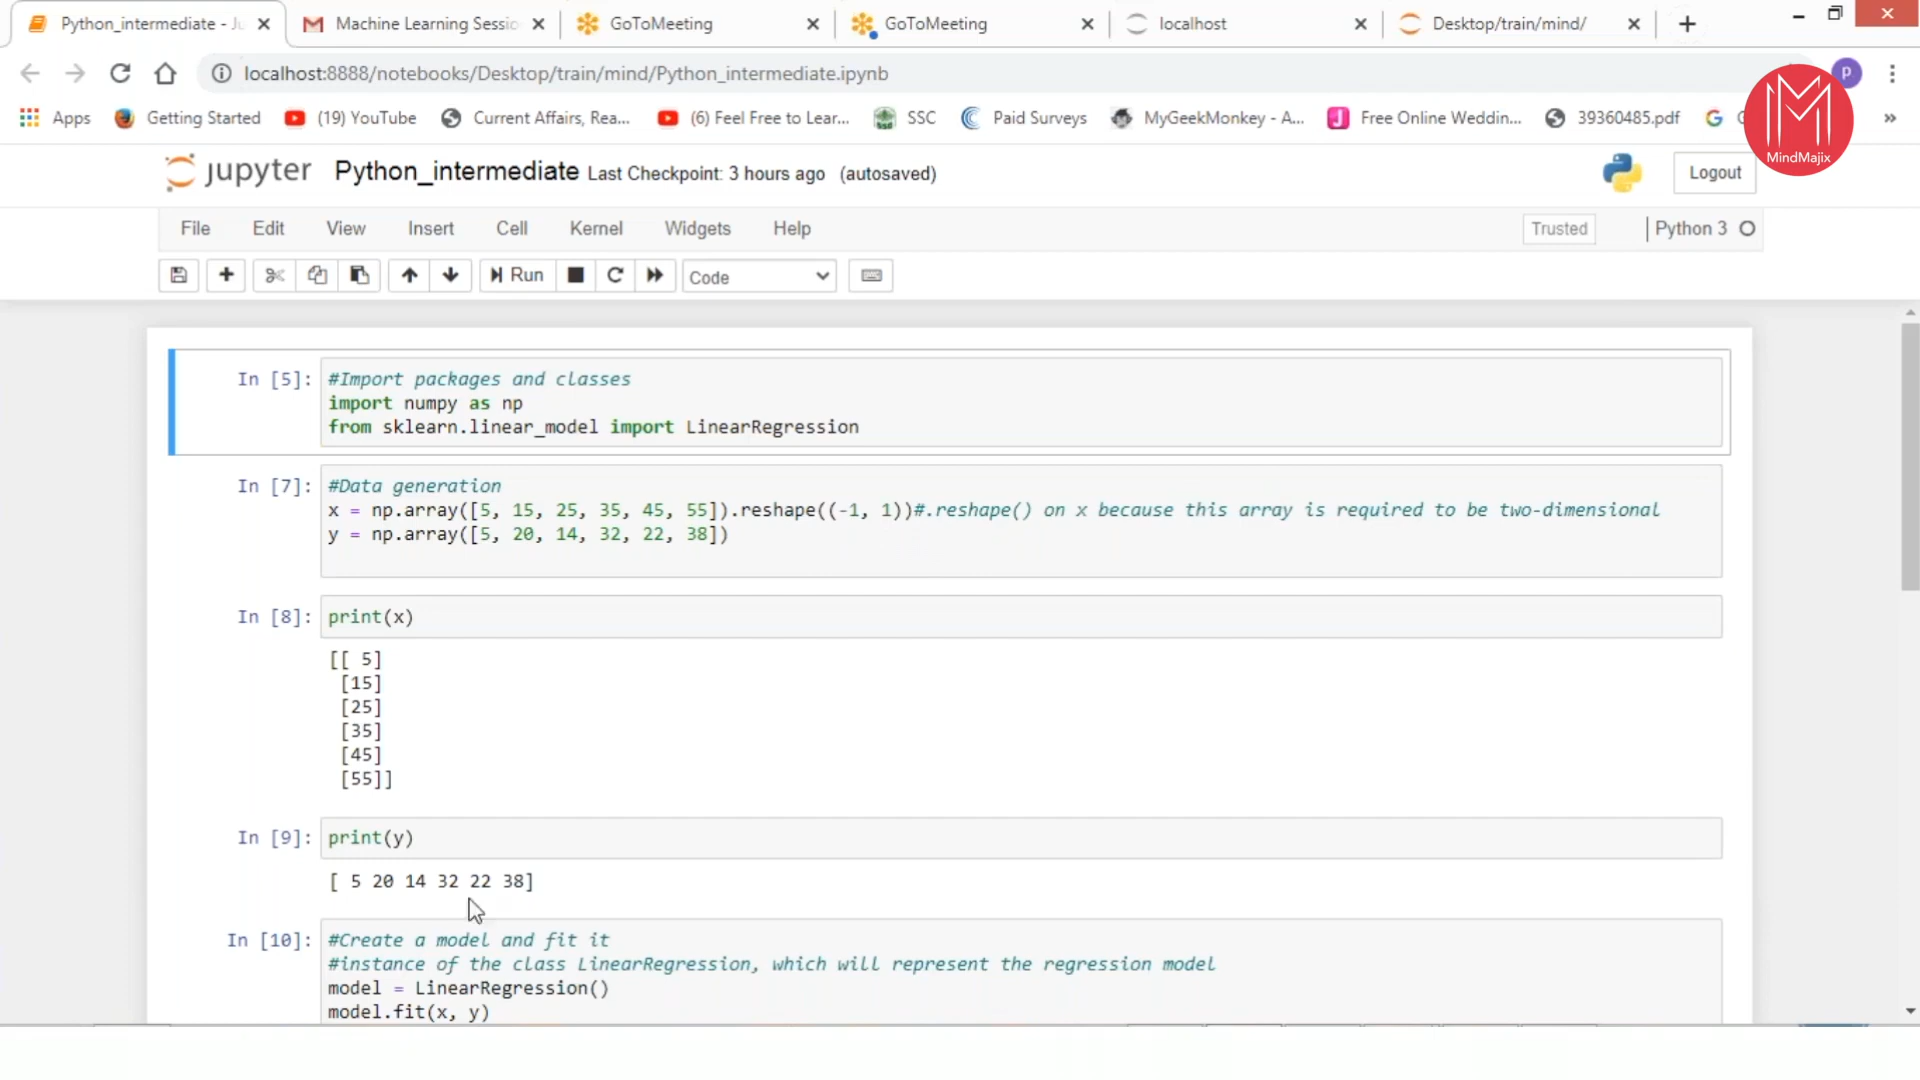 Python_intermediate - Ju
Machine Learning Sessio
GoToMeeting
GoToMeeting
localhost
Desktop/train/mind/
localhost:8888/notebooks/Desktop/train/mind/Python_intermediate.ipynb
P
Apps
Getting Started
(19) YouTube
Current Affairs, Rea...
(6) Feel Free to Lear...
SSC
Paid Surveys
MyGeekMonkey - A...
Free Online Weddin...
39360485.pdf
»
MindMajix
jupyter Python_intermediate Last Checkpoint: 3 hours ago (autosaved)
Logout
File Edit View Insert Cell Kernel Widgets Help
Trusted
Python 3
Run
Code
In [5]: #Import packages and classes
import numpy as np
from sklearn.linear_model import LinearRegression
In [7]: #Data generation
x = np.array([5, 15, 25, 35, 45, 55]).reshape((-1, 1))#.reshape() on x because this array is required to be two-dimensional
y = np.array([5, 20, 14, 32, 22, 38])
In [8]: print(x)
[[ 5]
[15]
[25]
[35]
[45]
[55]]
In [9]: print(y)
[ 5 20 14 32 22 38]
In [10]: #Create a model and fit it
#instance of the class LinearRegression, which will represent the regression model
model = LinearRegression()
model.fit(x, y)